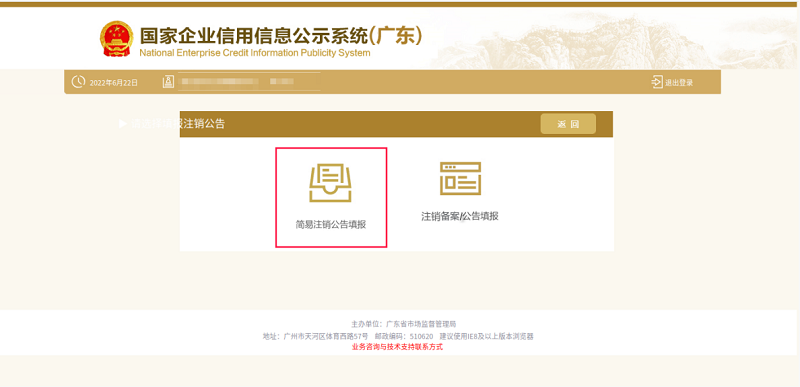 国家企业信用信息公示系统(广东)
National Enterprise Credit Information Publicity System
2022年6月22日
退出登录
报注销公告
返 回
简易注销公告填报
注销备案/公告填报
主办单位：广东省市场监督管理局
地址：广州市天河区体育西路57号 邮政编码：510620 建议使用IE8及以上版本浏览器
业务咨询与技术支持联系方式